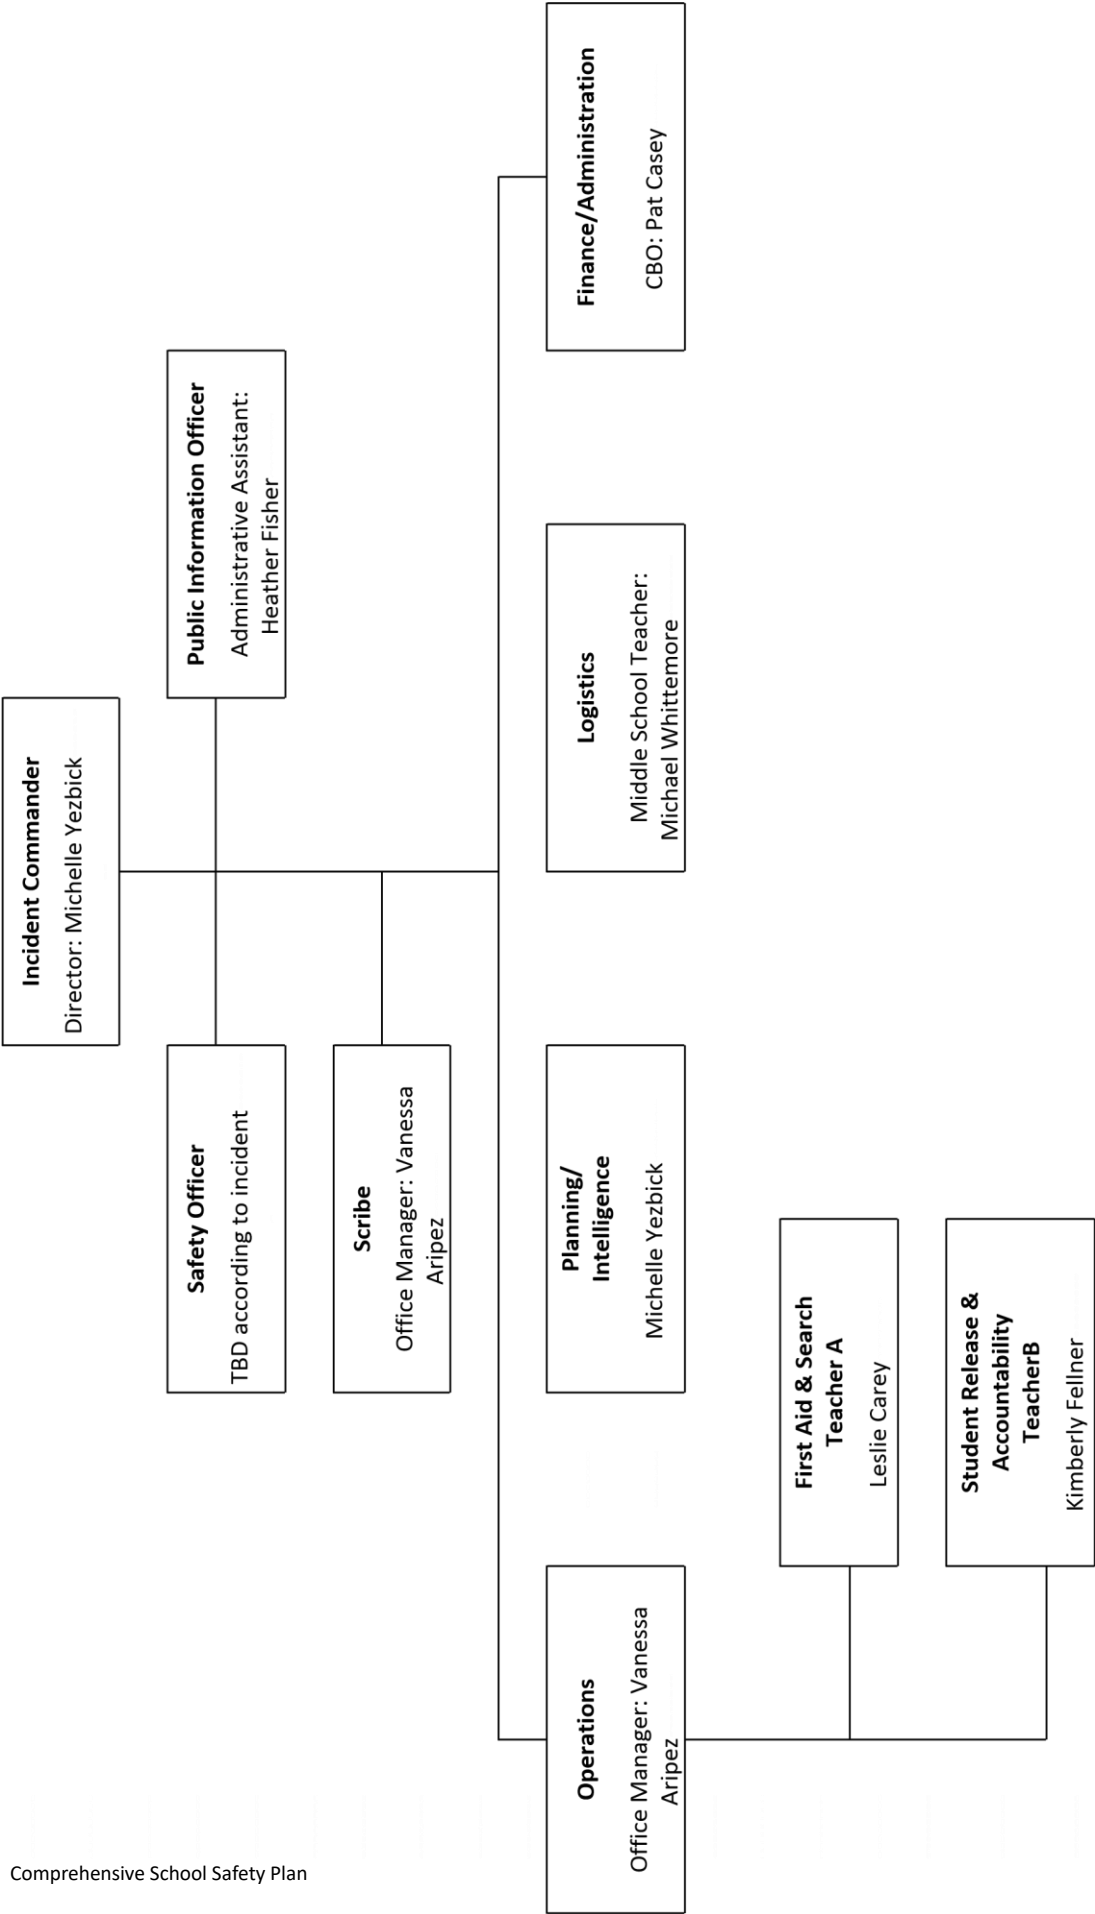 Incident Commander
Director: Michelle Yezbick
Safety Officer
TBD according to incident
Public Information Officer
Administrative Assistant:
Heather Fisher
Scribe
Office Manager: Vanessa
Aripez
Operations
Office Manager: Vanessa
Aripez
Planning/
Intelligence
Michelle Yezbick
Logistics
Middle School Teacher:
Michael Whittemore
Finance/Administration
CBO: Pat Casey
First Aid & Search
Teacher A
Leslie Carey
Student Release &
Accountability
TeacherB
Kimberly Fellner
Comprehensive School Safety Plan